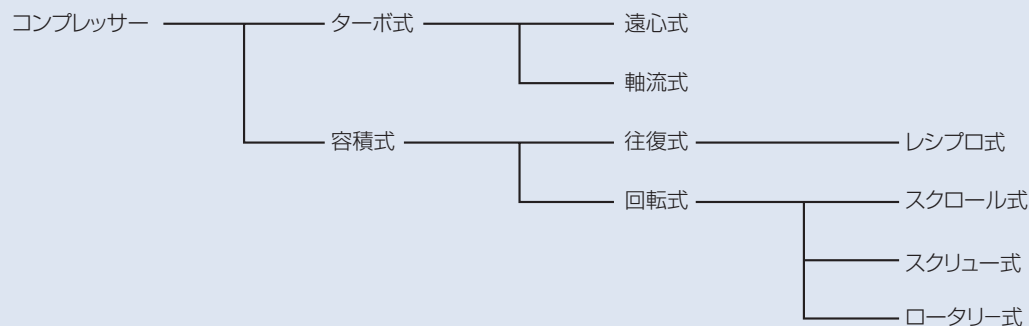 コンプレッサー ターボ式 遠心式
軸流式
容積式 往復式 レシプロ式
回転式 スクロール式
スクリュー式
ロータリー式